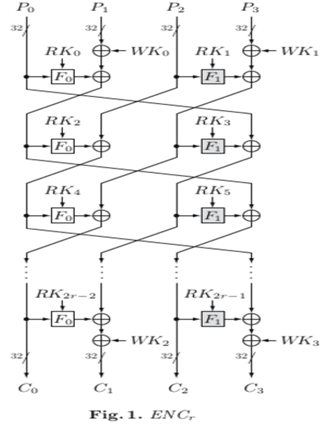 P₀ P₁ P₂ P₃
32 32 32 32
RK₀ WK₀ RK₁ WK₁
F₀ F₁
RK₂ RK₃
F₀ F₁
RK₄ RK₅
F₀ F₁
RK₂ᵣ₋₂ RK₂ᵣ₋₁
F₀ F₁
WK₂ WK₃
32 32 32 32
C₀ C₁ C₂ C₃
Fig. 1. ENCᵣ